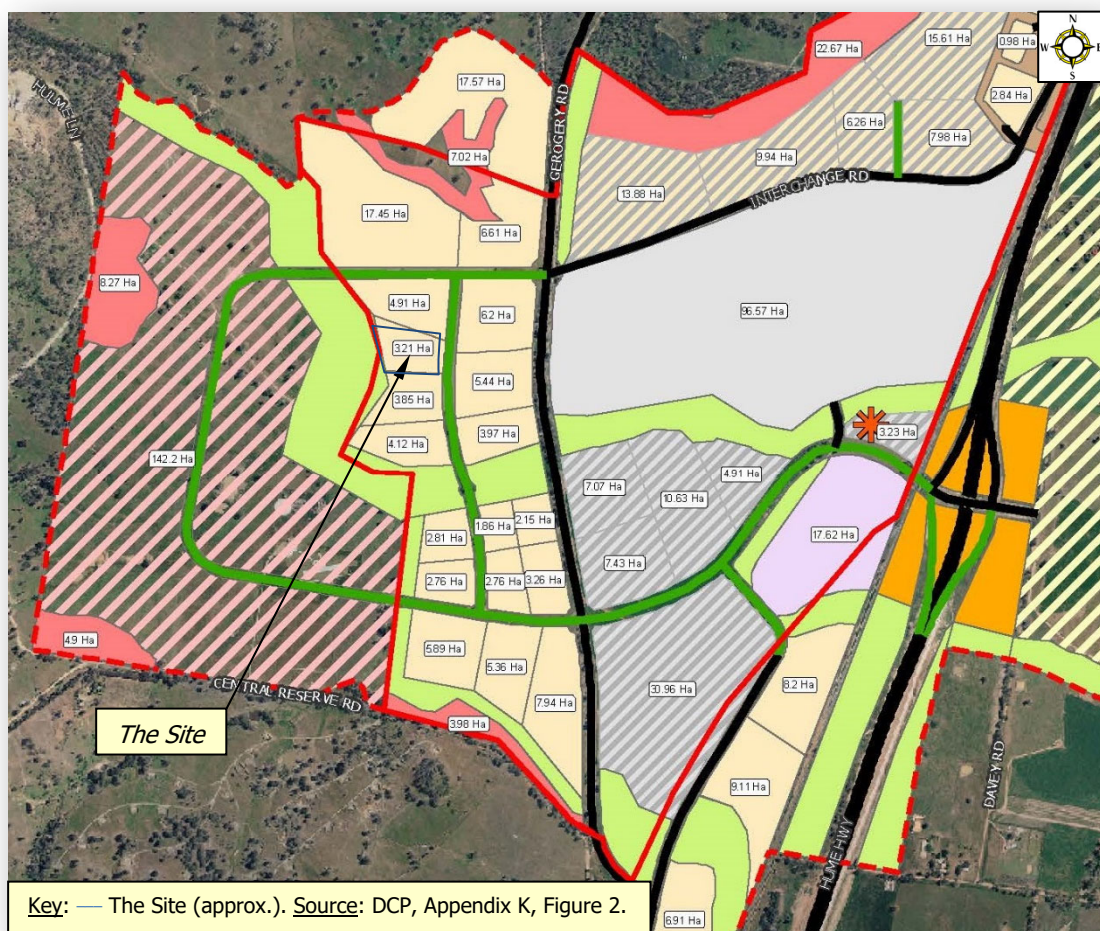 N
W E
S
15.61 Ha
0.98 Ha
22.67 Ha
17.57 Ha
2.84 Ha
HULME LN
GEROGERY RD
6.26 Ha
7.98 Ha
7.02 Ha
9.94 Ha
13.88 Ha
INTERCHANGE RD
17.45 Ha
6.61 Ha
8.27 Ha
4.91 Ha
6.2 Ha
96.57 Ha
3.21 Ha
5.44 Ha
3.85 Ha
3.97 Ha
4.12 Ha
3.23 Ha
142.2 Ha
7.07 Ha
4.91 Ha
10.63 Ha
2.15 Ha
1.86 Ha
2.81 Ha
17.62 Ha
7.43 Ha
2.76 Ha
2.76 Ha
3.26 Ha
4.9 Ha
5.89 Ha
5.36 Ha
8.2 Ha
30.96 Ha
CENTRAL RESERVE RD
7.94 Ha
3.98 Ha
The Site
DAVEY RD
9.11 Ha
HUME HWY
Key: — The Site (approx.). Source: DCP, Appendix K, Figure 2.
6.91 Ha